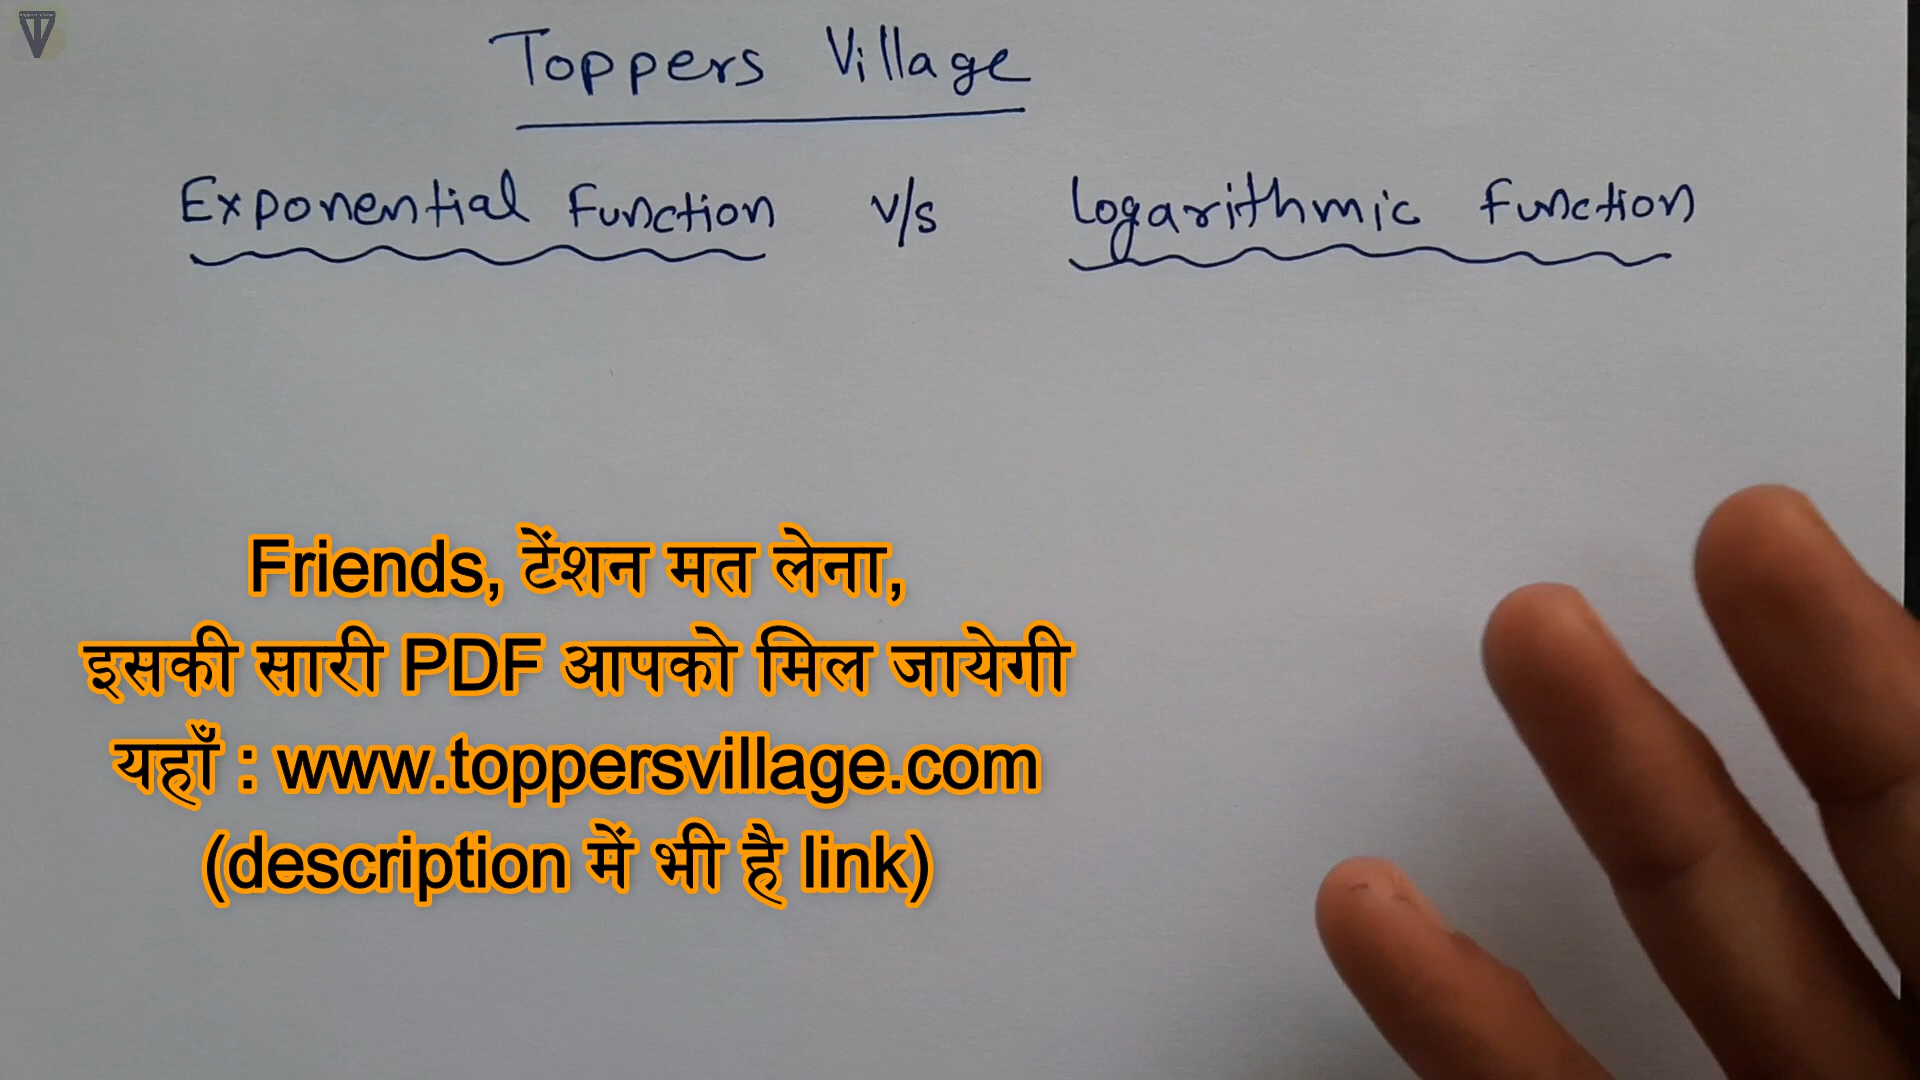 Toppers Village
Exponential Function v/s Logarithmic Function
Friends, टेंशन मत लेना,
इसकी सारी PDF आपको मिल जायेगी
यहाँ : www.toppersvillage.com
(description में भी है link)